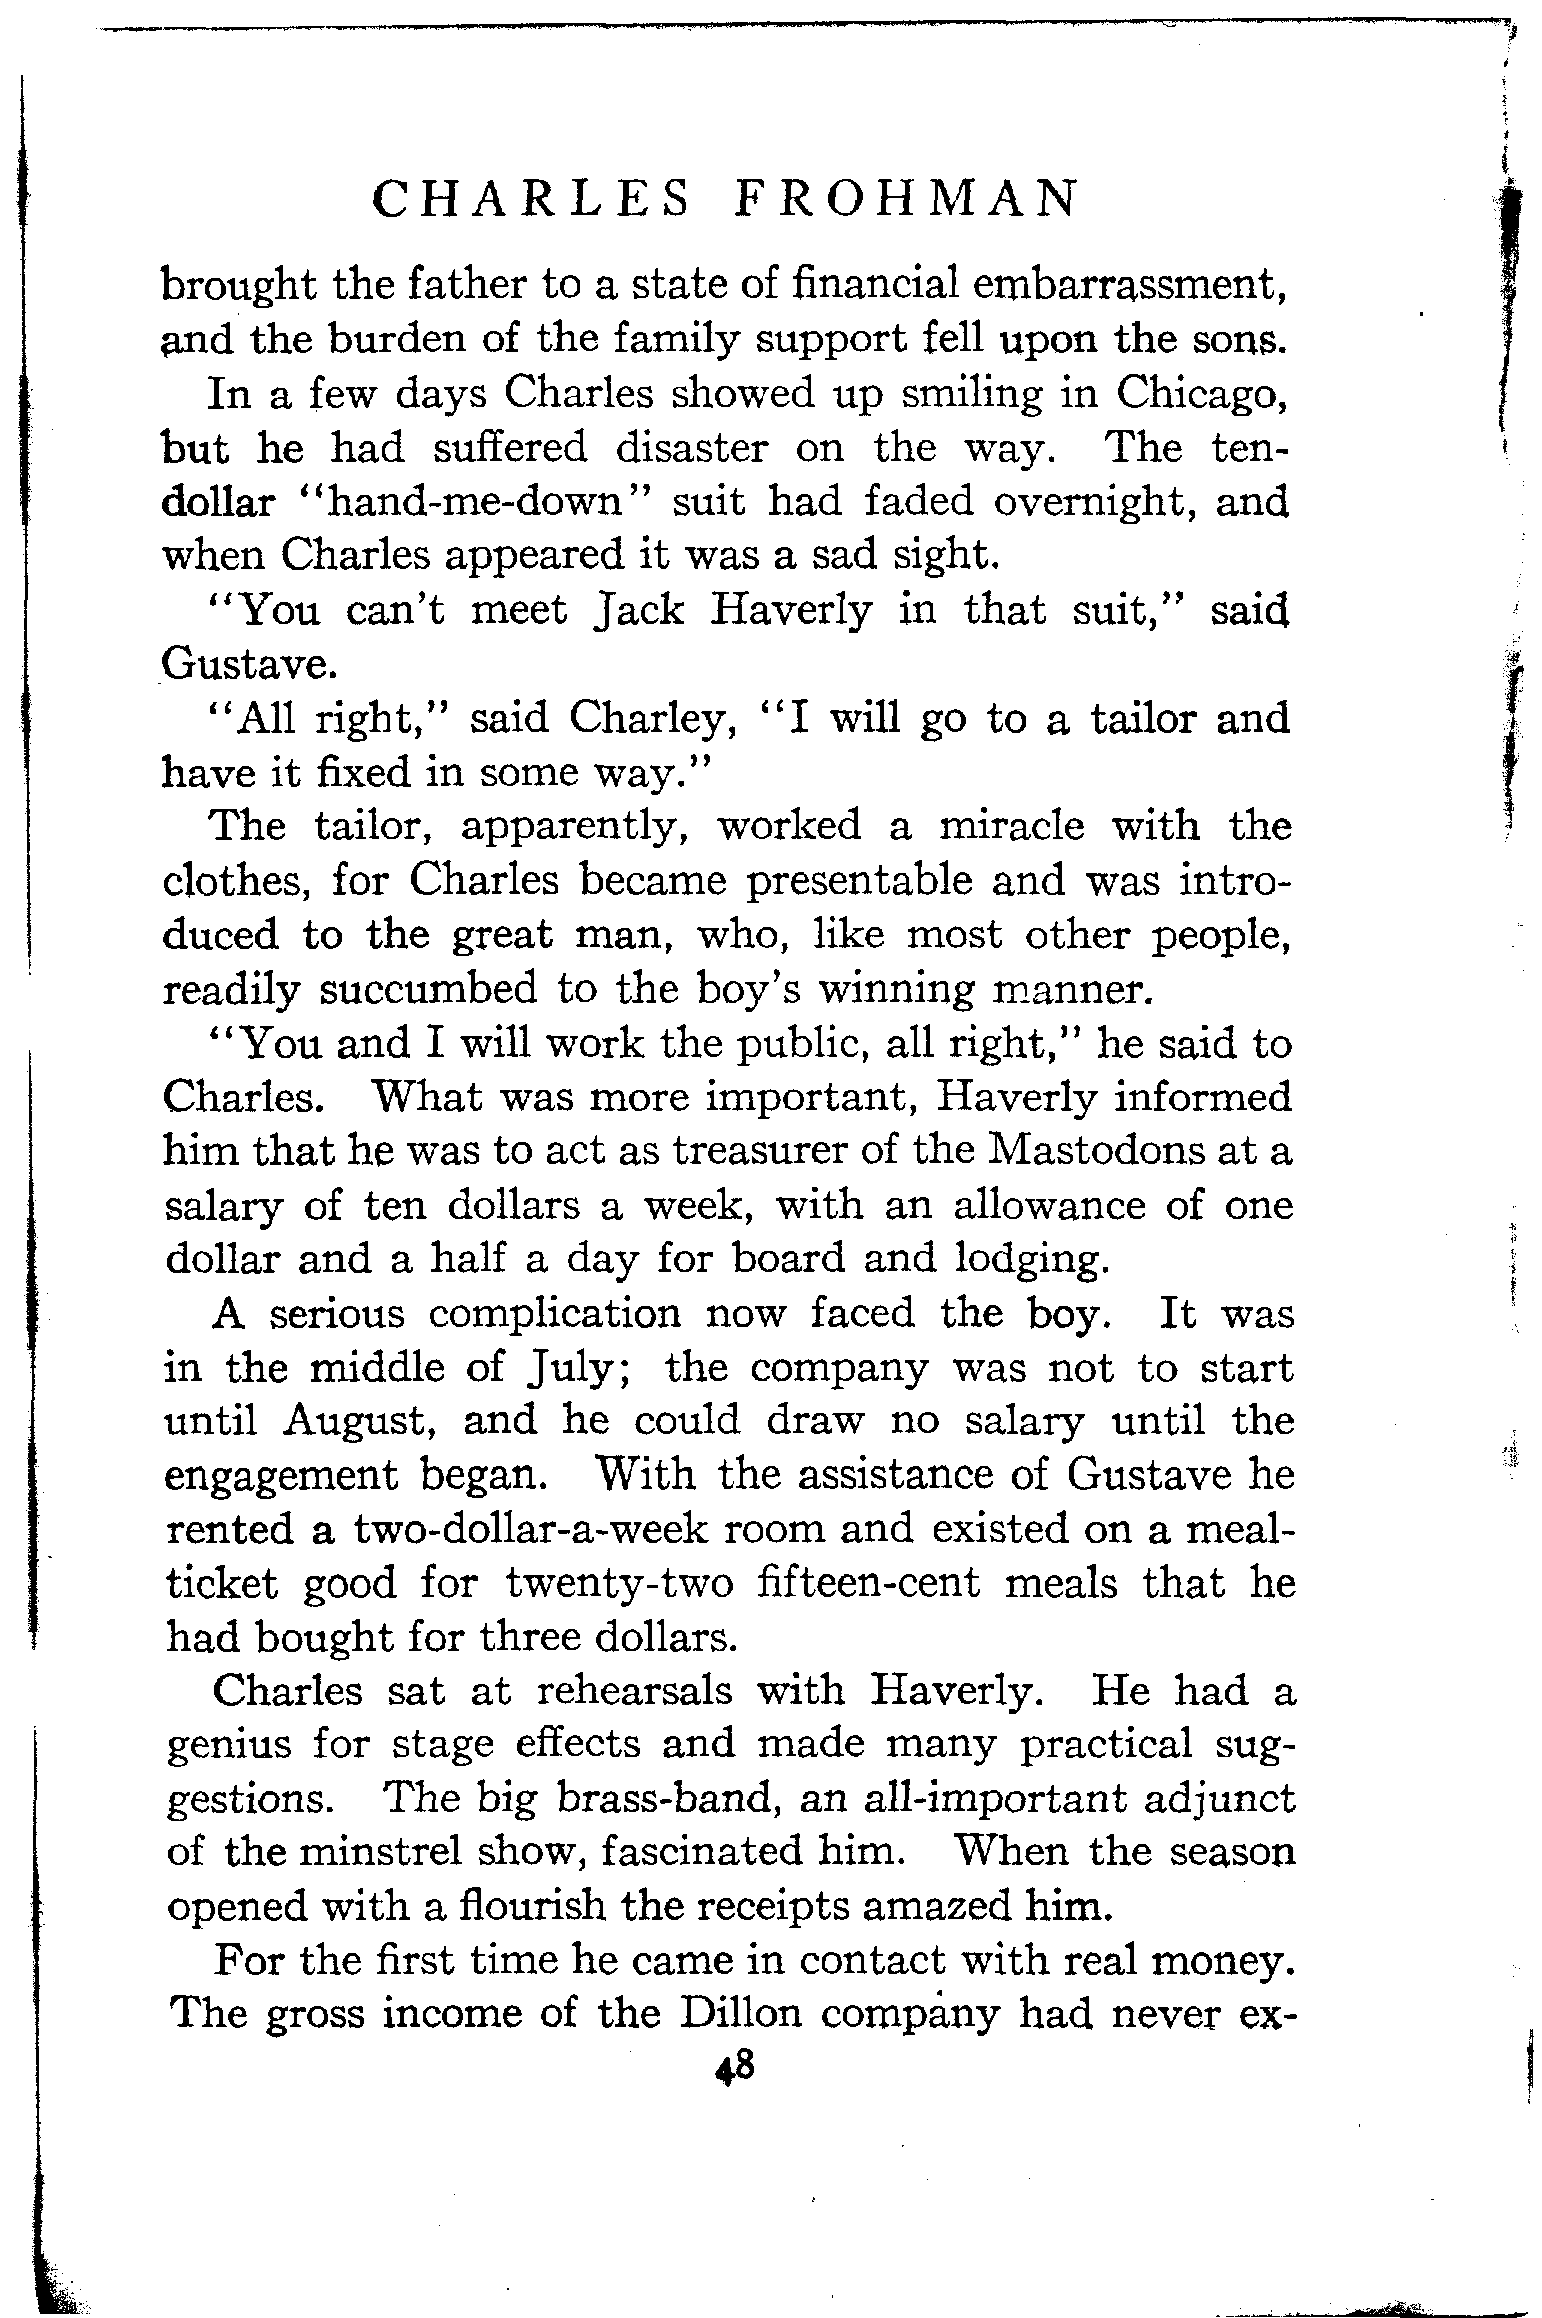 CHARLES FROHMAN
brought the father to a state of financial embarrassment,
and the burden of the family support fell upon the sons.
In a few days Charles showed up smiling in Chicago,
but he had suffered disaster on the way. The ten-
dollar "hand-me-down" suit had faded overnight, and
when Charles appeared it was a sad sight.
"You can't meet Jack Haverly in that suit," said
Gustave.
"All right," said Charley, "I will go to a tailor and
have it fixed in some way."
The tailor, apparently, worked a miracle with the
clothes, for Charles became presentable and was intro-
duced to the great man, who, like most other people,
readily succumbed to the boy's winning manner.
"You and I will work the public, all right," he said to
Charles. What was more important, Haverly informed
him that he was to act as treasurer of the Mastodons at a
salary of ten dollars a week, with an allowance of one
dollar and a half a day for board and lodging.
A serious complication now faced the boy. It was
in the middle of July; the company was not to start
until August, and he could draw no salary until the
engagement began. With the assistance of Gustave he
rented a two-dollar-a-week room and existed on a meal-
ticket good for twenty-two fifteen-cent meals that he
had bought for three dollars.
Charles sat at rehearsals with Haverly. He had a
genius for stage effects and made many practical sug-
gestions. The big brass-band, an all-important adjunct
of the minstrel show, fascinated him. When the season
opened with a flourish the receipts amazed him.
For the first time he came in contact with real money.
The gross income of the Dillon company had never ex-
48